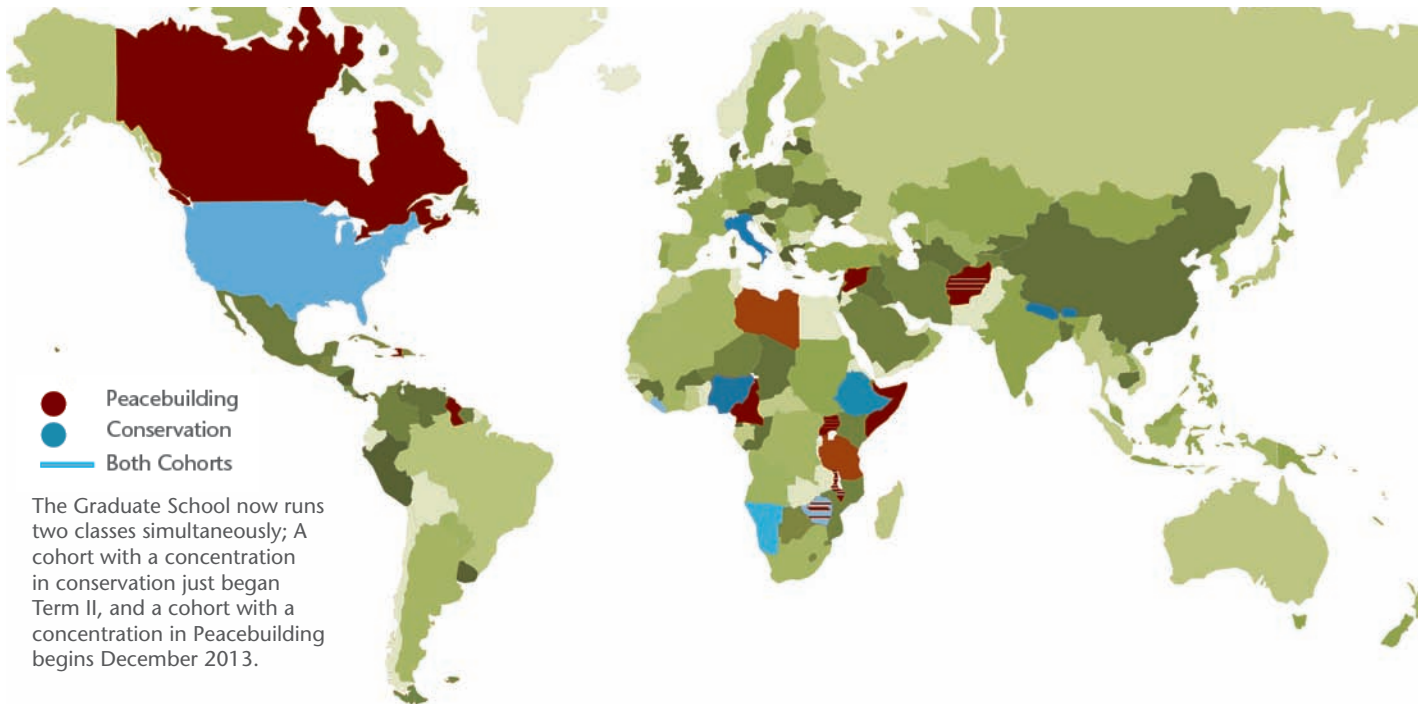 Peacebuilding
Conservation
Both Cohorts
The Graduate School now runs
two classes simultaneously; A
cohort with a concentration
in conservation just began
Term II, and a cohort with a
concentration in Peacebuilding
begins December 2013.